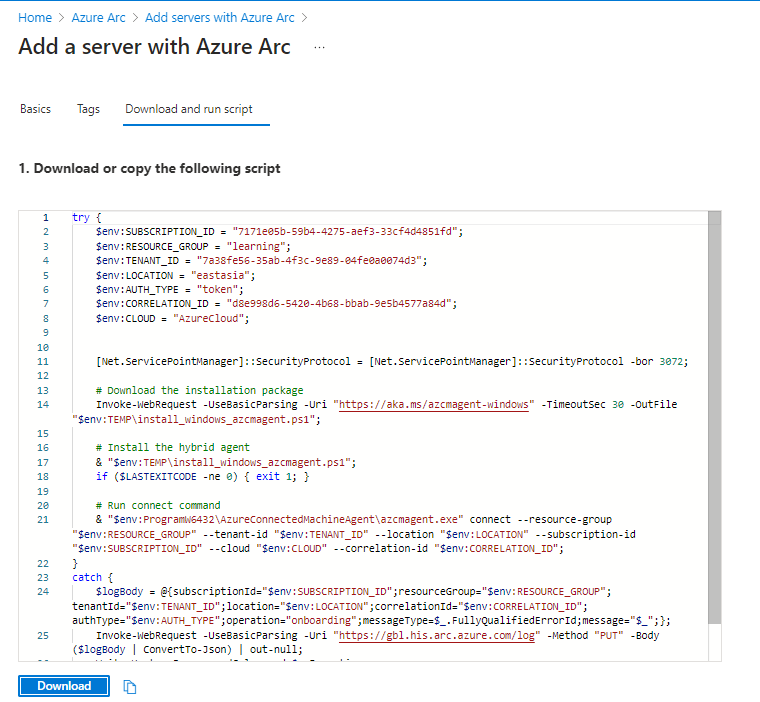 Home > Azure Arc > Add servers with Azure Arc >
Add a server with Azure Arc ...
Basics Tags Download and run script
1. Download or copy the following script
1 try {
2 $env:SUBSCRIPTION_ID = "7171e05b-59b4-4275-aef3-33cf4d4851fd";
3 $env:RESOURCE_GROUP = "learning";
4 $env:TENANT_ID = "7a38fe56-35ab-4f3c-9e89-04fe0a0074d3";
5 $env:LOCATION = "eastasia";
6 $env:AUTH_TYPE = "token";
7 $env:CORRELATION_ID = "d8e998d6-5420-4b68-bbab-9e5b4577a84d";
8 $env:CLOUD = "AzureCloud";
9
10
11 [Net.ServicePointManager]::SecurityProtocol = [Net.ServicePointManager]::SecurityProtocol -bor 3072;
12
13 # Download the installation package
14 Invoke-WebRequest -UseBasicParsing -Uri "https://aka.ms/azcmagent-windows" -TimeoutSec 30 -OutFile
"$env:TEMP\install_windows_azcmagent.ps1";
15
16 # Install the hybrid agent
17 & "$env:TEMP\install_windows_azcmagent.ps1";
18 if ($LASTEXITCODE -ne 0) { exit 1; }
19
20 # Run connect command
21 & "$env:ProgramW6432\AzureConnectedMachineAgent\azcmagent.exe" connect --resource-group
"$env:RESOURCE_GROUP" --tenant-id "$env:TENANT_ID" --location "$env:LOCATION" --subscription-id
"$env:SUBSCRIPTION_ID" --cloud "$env:CLOUD" --correlation-id "$env:CORRELATION_ID";
22 }
23 catch {
24 $logBody = @{subscriptionId="$env:SUBSCRIPTION_ID";resourceGroup="$env:RESOURCE_GROUP";
tenantId="$env:TENANT_ID";location="$env:LOCATION";correlationId="$env:CORRELATION_ID";
authType="$env:AUTH_TYPE";operation="onboarding";messageType=$_.FullyQualifiedErrorId;message="$_";};
25 Invoke-WebRequest -UseBasicParsing -Uri "https://gbl.his.arc.azure.com/log" -Method "PUT" -Body
($logBody | ConvertTo-Json) | out-null;
Download